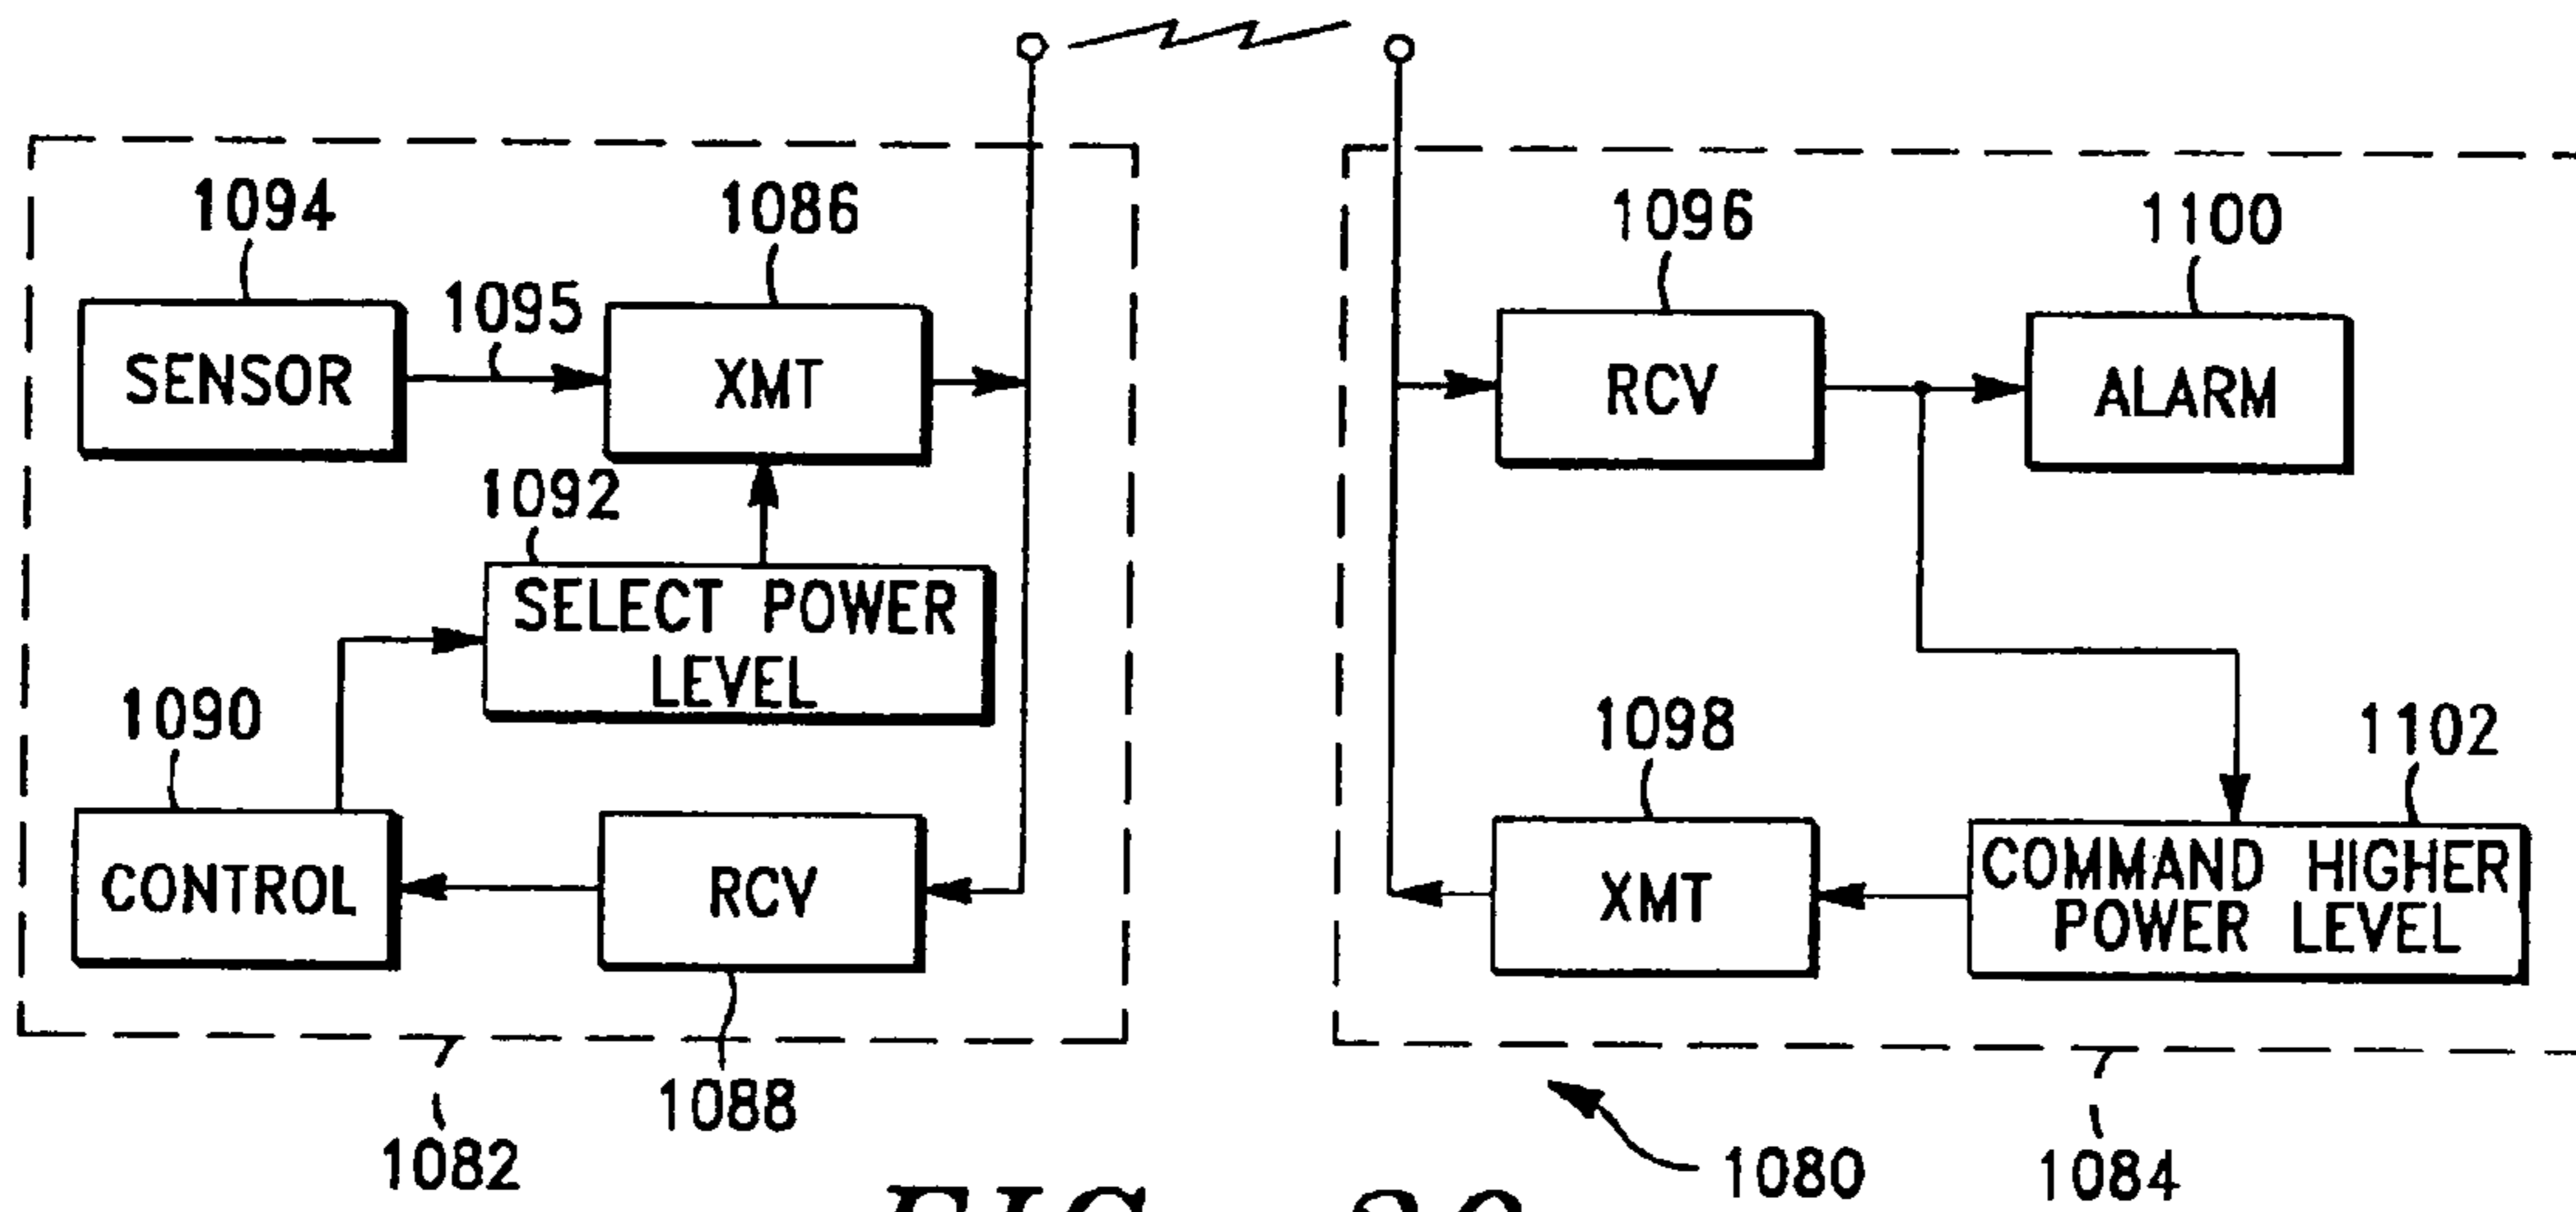 1094
1086
1096
1100
1095
SENSOR
XMT
RCV
ALARM
1092
SELECT POWER
LEVEL
1090
1098
1102
CONTROL
RCV
XMT
COMMAND HIGHER
POWER LEVEL
1088
1082
1080
1084